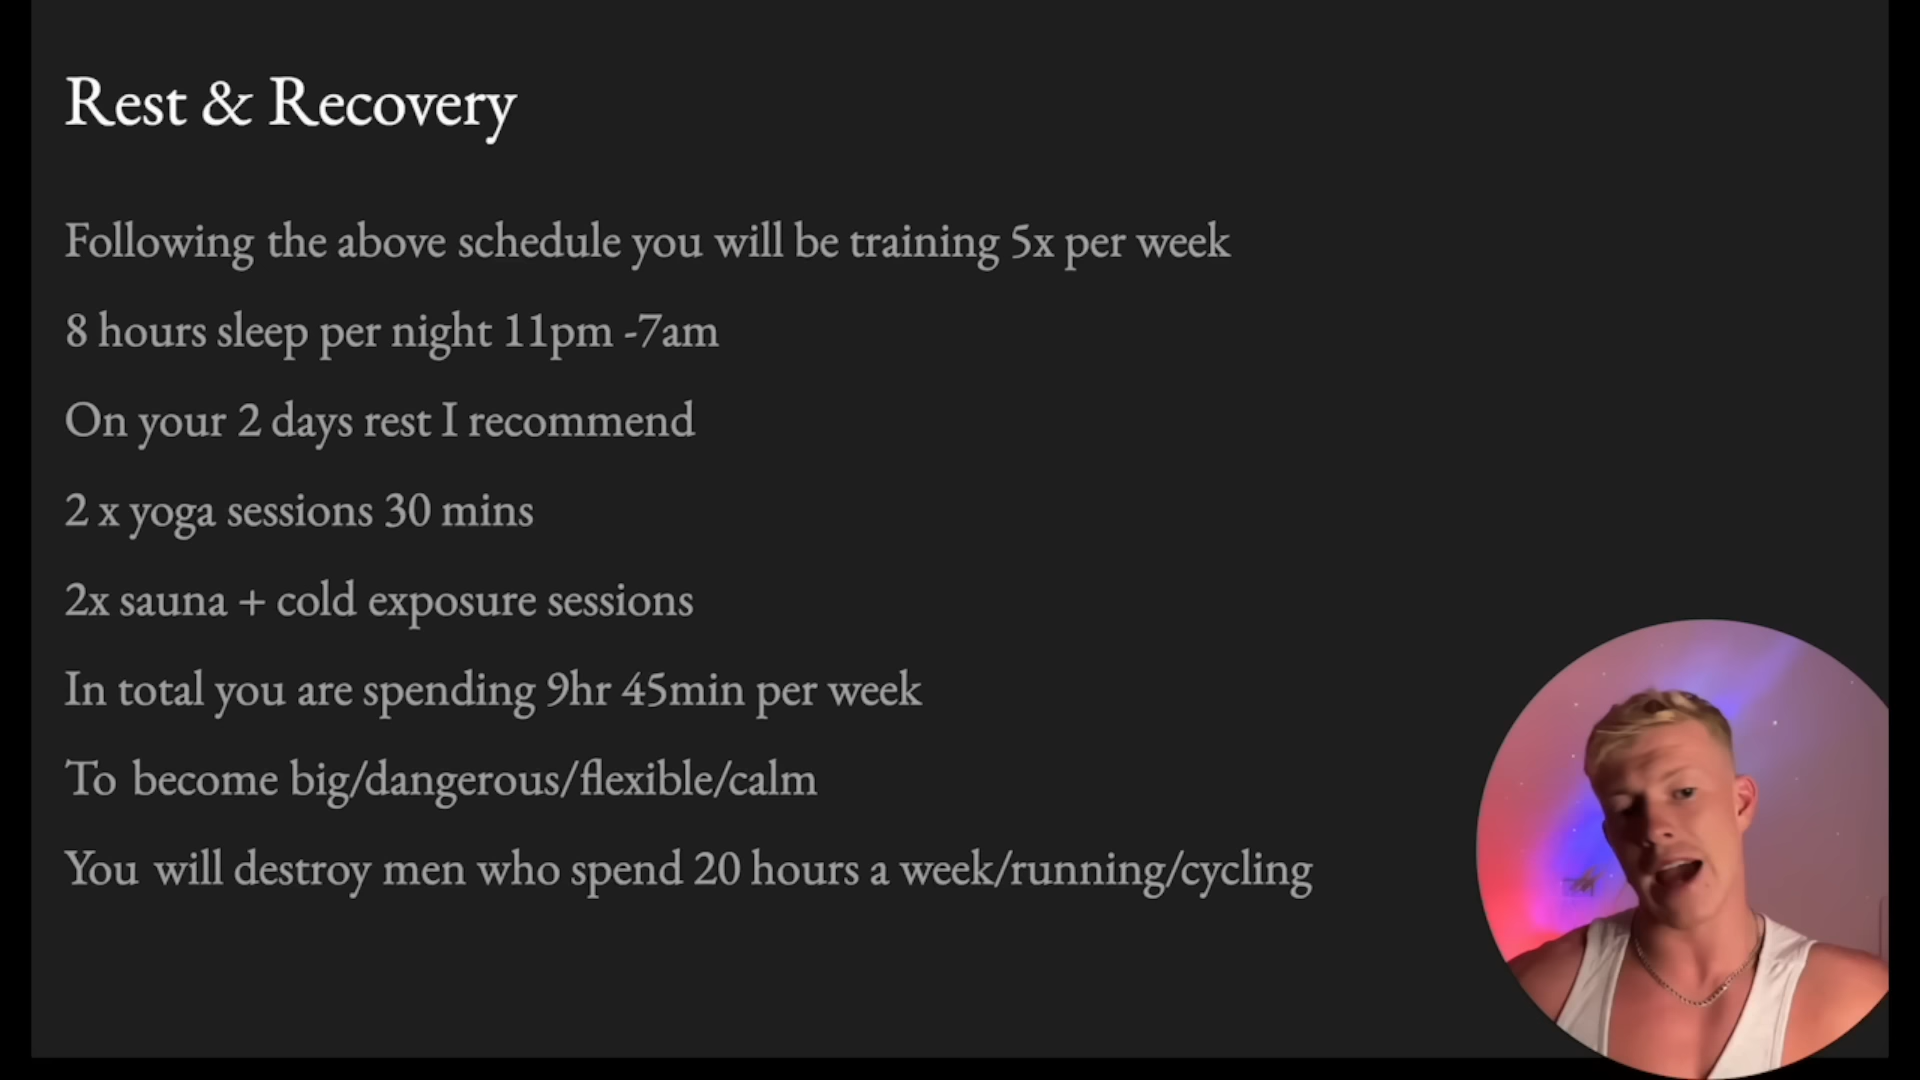 Rest & Recovery
Following the above schedule you will be training 5x per week
8 hours sleep per night 11pm -7am
On your 2 days rest I recommend
2 x yoga sessions 30 mins
2x sauna + cold exposure sessions
In total you are spending 9hr 45min per week
To become big/dangerous/flexible/calm
You will destroy men who spend 20 hours a week/running/cycling